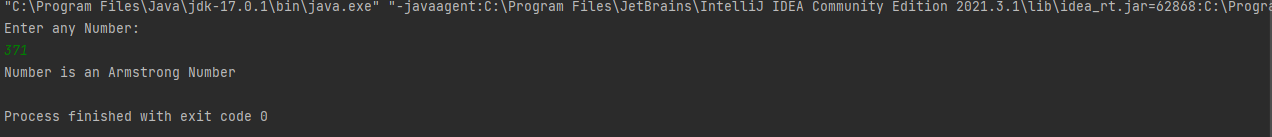 "C:\Program Files\Java\jdk-17.0.1\bin\java.exe" "-javaagent:C:\Program Files\JetBrains\IntelliJ IDEA Community Edition 2021.3.1\lib\idea_rt.jar=62868:C:\Progra
Enter any Number:
371
Number is an Armstrong Number
Process finished with exit code 0